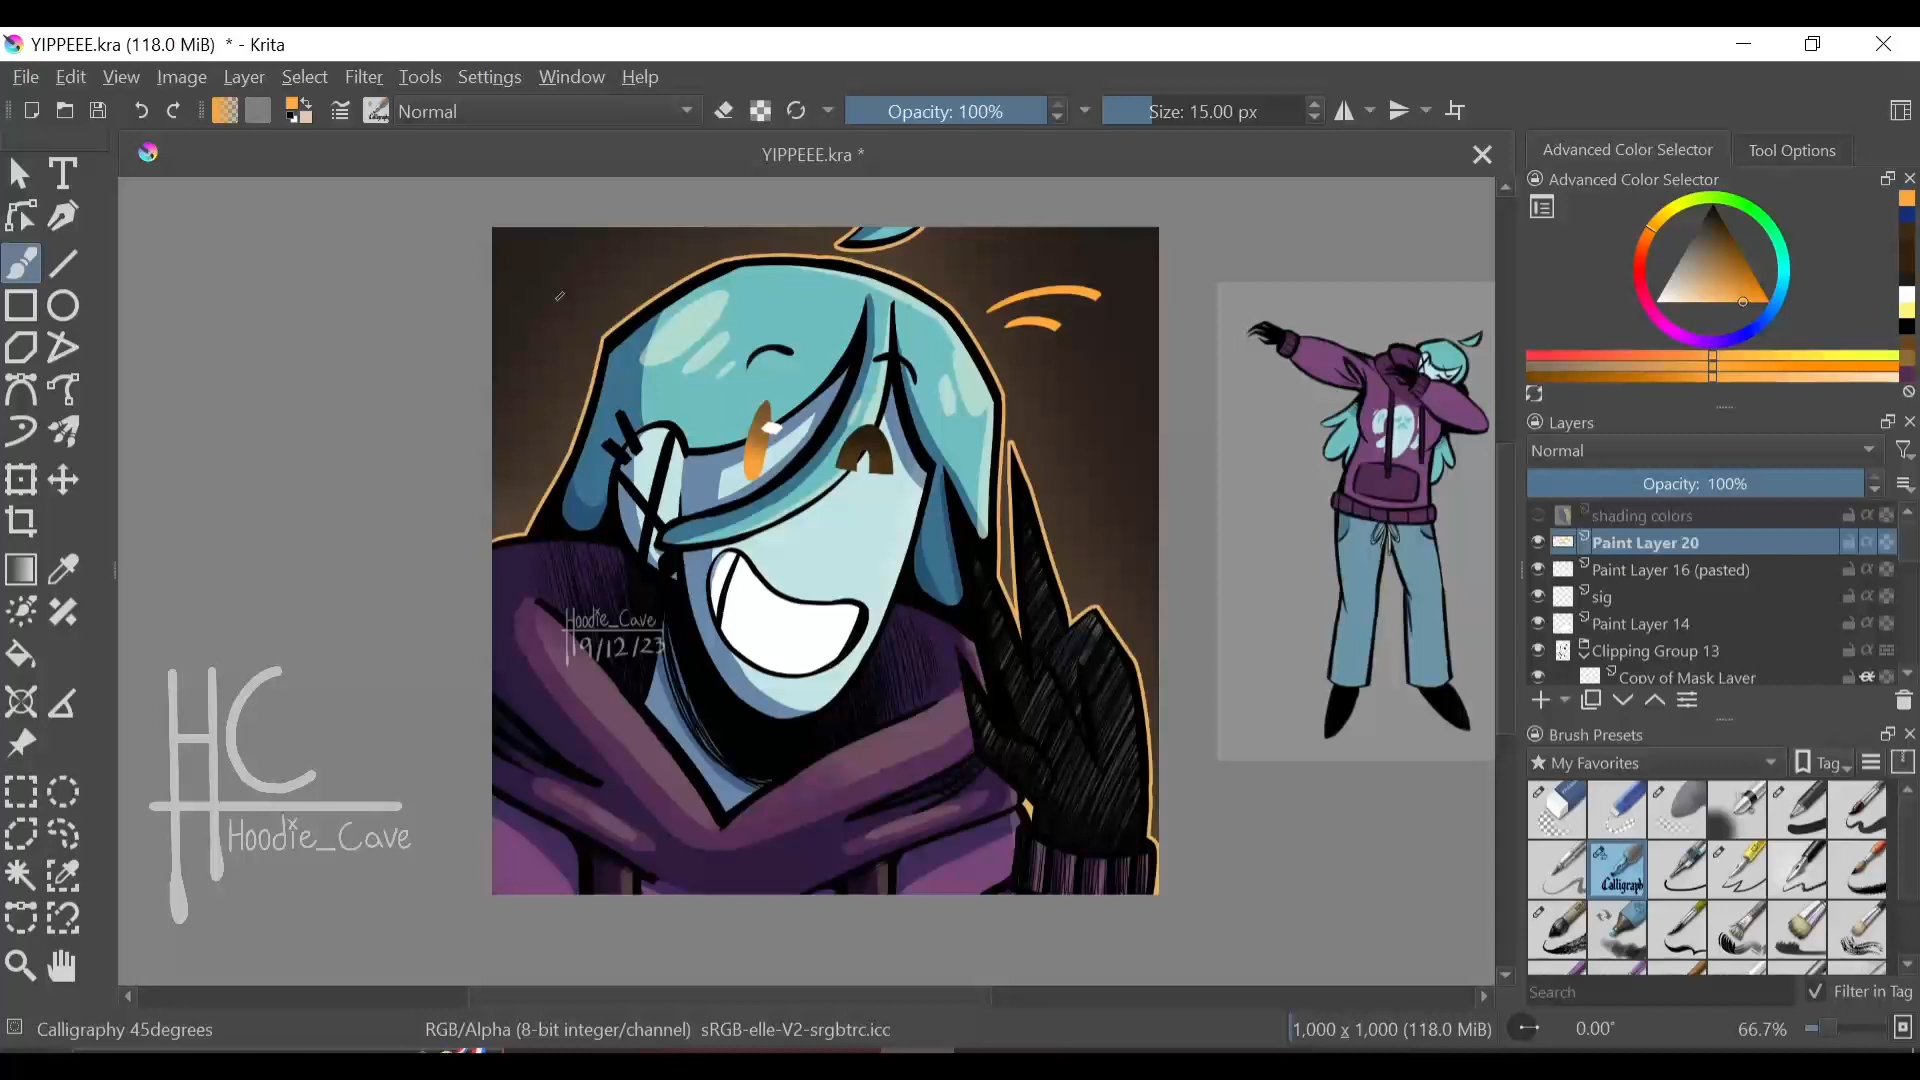 YIPPEEE.kra (118.0 MiB) * - Krita
File Edit View Image Layer Select Filter Tools Settings Window Help
Normal Opacity: 100% Size: 15.00 px
YIPPEEE.kra *
Advanced Color Selector Tool Options
Advanced Color Selector
Layers
Normal
Opacity: 100%
shading colors
Paint Layer 20
Paint Layer 16 (pasted)
sig
Paint Layer 14
Clipping Group 13
Copy of Mask Layer
Brush Presets
My Favorites Tag
Calligraph
Search Filter in Tag
Hoodie_Cave
19/12/23
HC
Hoodie_Cave
Calligraphy 45degrees RGB/Alpha (8-bit integer/channel) sRGB-elle-V2-srgbtrc.icc 1,000 x 1,000 (118.0 MiB) 0.00° 66.7%